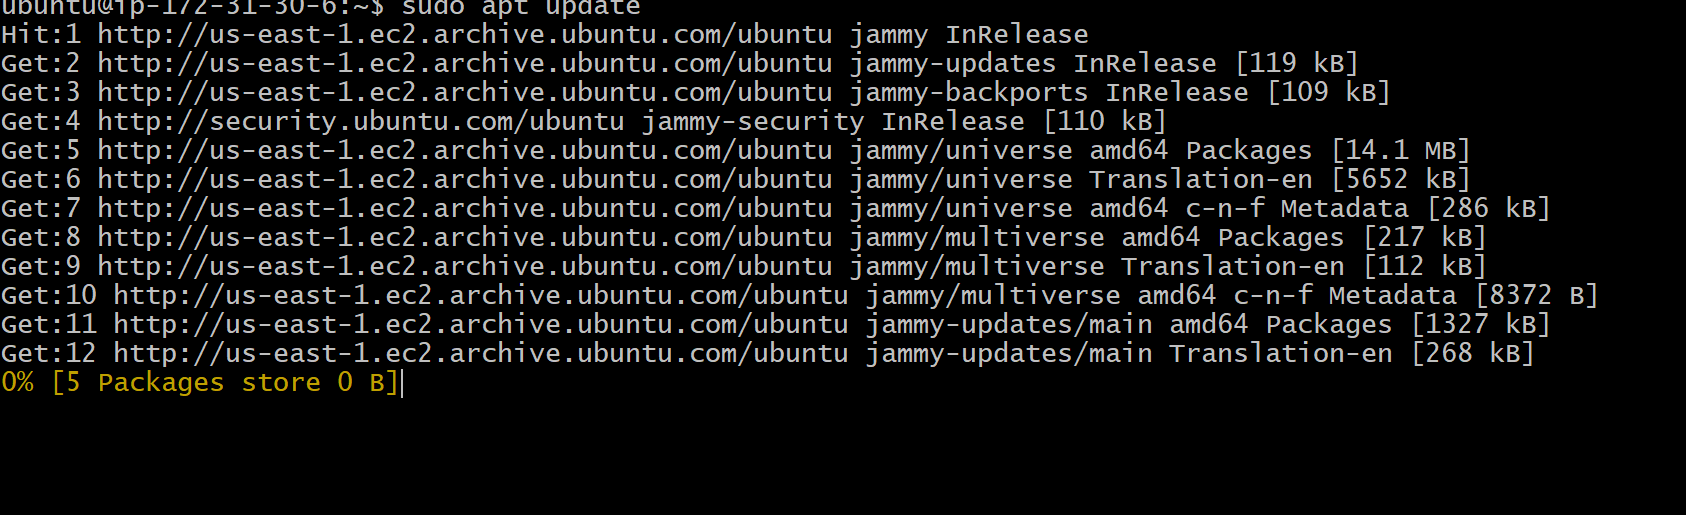 ubuntu@ip-172-31-30-6:~$ sudo apt update
Hit:1 http://us-east-1.ec2.archive.ubuntu.com/ubuntu jammy InRelease
Get:2 http://us-east-1.ec2.archive.ubuntu.com/ubuntu jammy-updates InRelease [119 kB]
Get:3 http://us-east-1.ec2.archive.ubuntu.com/ubuntu jammy-backports InRelease [109 kB]
Get:4 http://security.ubuntu.com/ubuntu jammy-security InRelease [110 kB]
Get:5 http://us-east-1.ec2.archive.ubuntu.com/ubuntu jammy/universe amd64 Packages [14.1 MB]
Get:6 http://us-east-1.ec2.archive.ubuntu.com/ubuntu jammy/universe Translation-en [5652 kB]
Get:7 http://us-east-1.ec2.archive.ubuntu.com/ubuntu jammy/universe amd64 c-n-f Metadata [286 kB]
Get:8 http://us-east-1.ec2.archive.ubuntu.com/ubuntu jammy/multiverse amd64 Packages [217 kB]
Get:9 http://us-east-1.ec2.archive.ubuntu.com/ubuntu jammy/multiverse Translation-en [112 kB]
Get:10 http://us-east-1.ec2.archive.ubuntu.com/ubuntu jammy/multiverse amd64 c-n-f Metadata [8372 B]
Get:11 http://us-east-1.ec2.archive.ubuntu.com/ubuntu jammy-updates/main amd64 Packages [1327 kB]
Get:12 http://us-east-1.ec2.archive.ubuntu.com/ubuntu jammy-updates/main Translation-en [268 kB]
0% [5 Packages store 0 B]